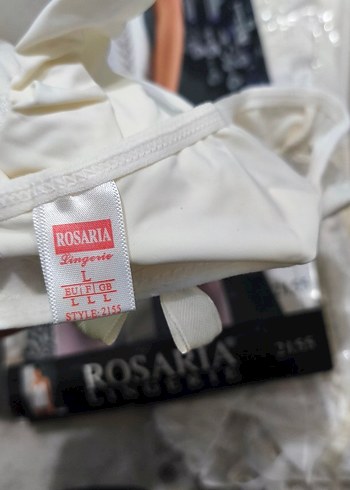 ROSARIA
Lingerie
L
EU F GB
L L L
STYLE:2155
ROSARIA
LINGERIE
2155